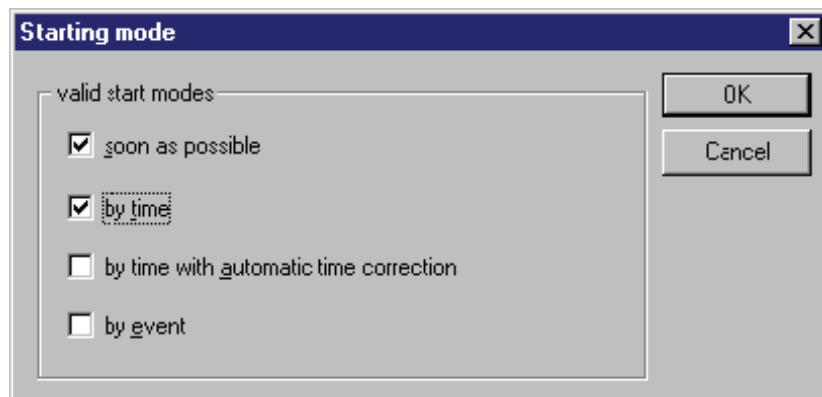 Starting mode
valid start modes
OK
soon as possible
Cancel
by time
by time with automatic time correction
by event